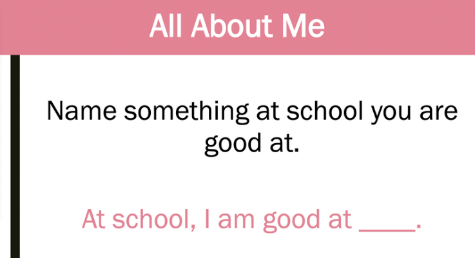 All About Me
Name something at school you are
good at.
At school, I am good at ____.